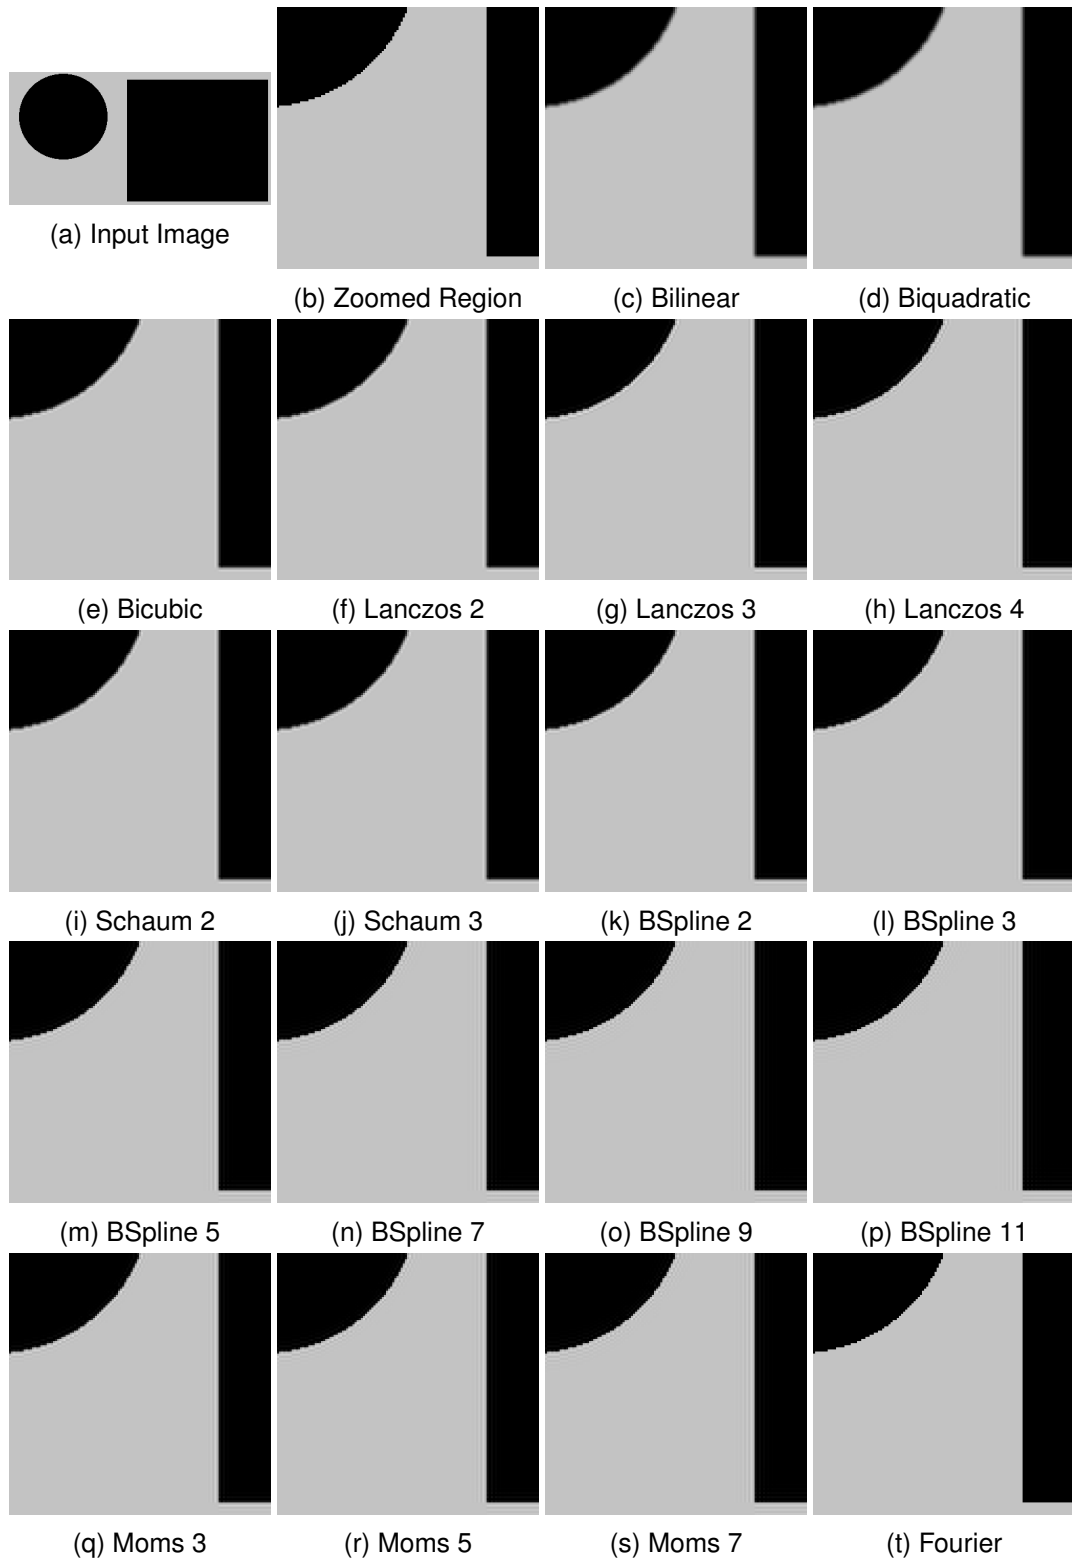 (a) Input Image
(b) Zoomed Region
(c) Bilinear
(d) Biquadratic
(e) Bicubic
(f) Lanczos 2
(g) Lanczos 3
(h) Lanczos 4
(i) Schaum 2
(j) Schaum 3
(k) BSpline 2
(l) BSpline 3
(m) BSpline 5
(n) BSpline 7
(o) BSpline 9
(p) BSpline 11
(q) Moms 3
(r) Moms 5
(s) Moms 7
(t) Fourier